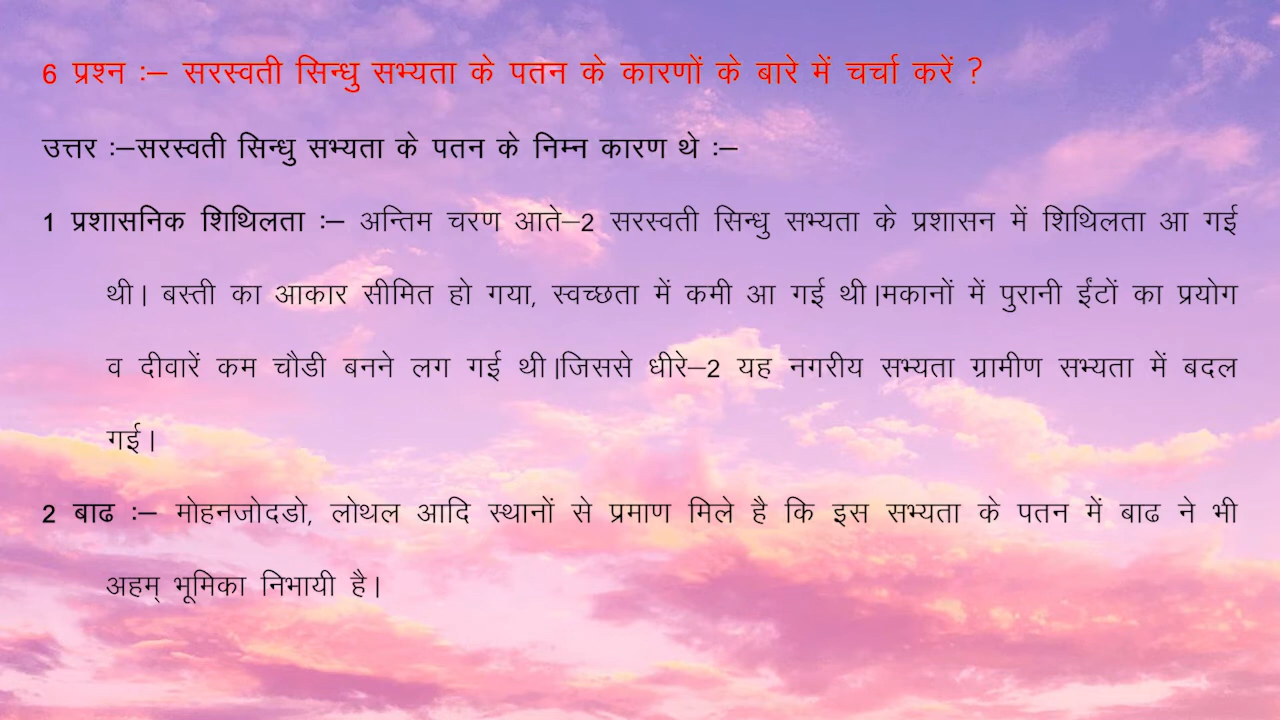 6 प्रश्न :– सरस्वती सिन्धु सभ्यता के पतन के कारणों के बारे में चर्चा करें ?
उत्तर :–सरस्वती सिन्धु सभ्यता के पतन के निम्न कारण थे :–
1 प्रशासनिक शिथिलता :– अन्तिम चरण आते–2 सरस्वती सिन्धु सभ्यता के प्रशासन में शिथिलता आ गई
थी। बस्ती का आकार सीमित हो गया, स्वच्छता में कमी आ गई थी।मकानों में पुरानी ईंटों का प्रयोग
व दीवारें कम चौडी बनने लग गई थी।जिससे धीरे–2 यह नगरीय सभ्यता ग्रामीण सभ्यता में बदल
गई।
2 बाढ :– मोहनजोदडो, लोथल आदि स्थानों से प्रमाण मिले है कि इस सभ्यता के पतन में बाढ ने भी
अहम् भूमिका निभायी है।